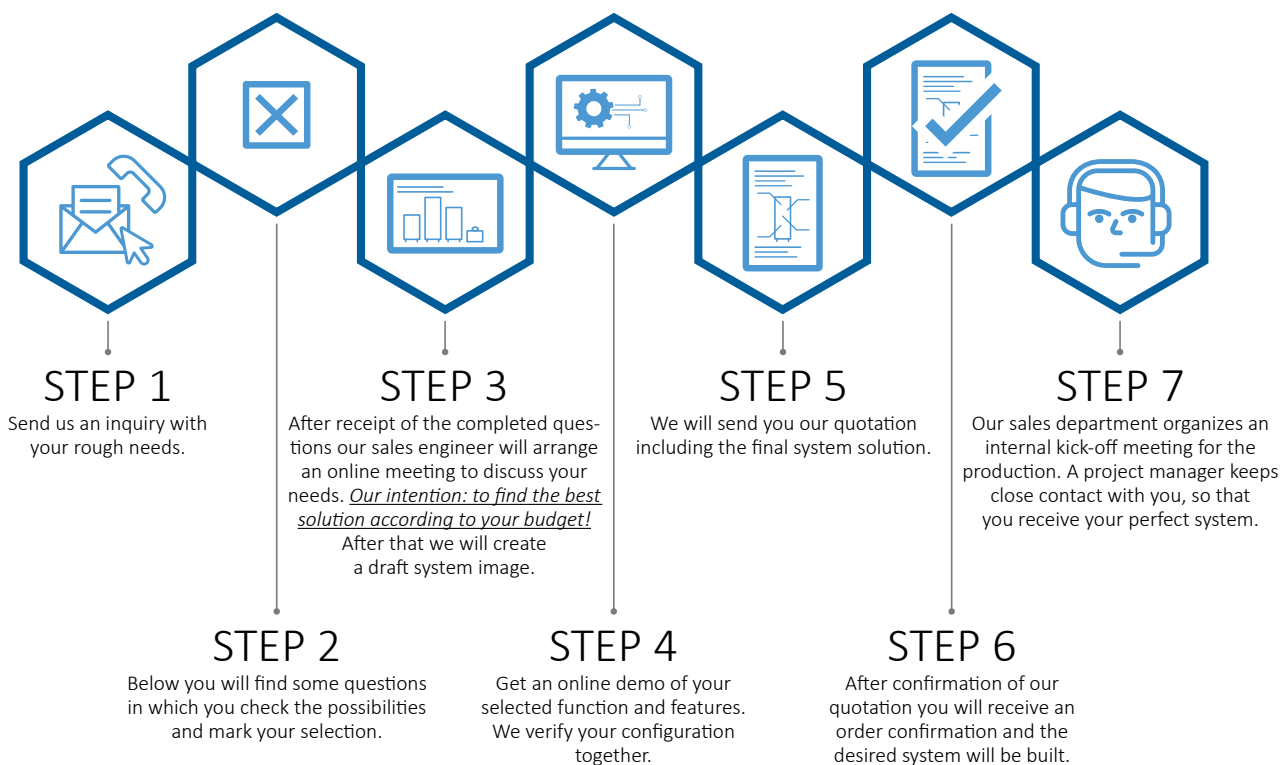 STEP 1
Send us an inquiry with
your rough needs.
STEP 2
Below you will find some questions
in which you check the possibilities
and mark your selection.
STEP 3
After receipt of the completed ques-
tions our sales engineer will arrange
an online meeting to discuss your
needs. Our intention: to find the best
solution according to your budget!
After that we will create
a draft system image.
STEP 4
Get an online demo of your
selected function and features.
We verify your configuration
together.
STEP 5
We will send you our quotation
including the final system solution.
STEP 6
After confirmation of our
quotation you will receive an
order confirmation and the
desired system will be built.
STEP 7
Our sales department organizes an
internal kick-off meeting for the
production. A project manager keeps
close contact with you, so that
you receive your perfect system.